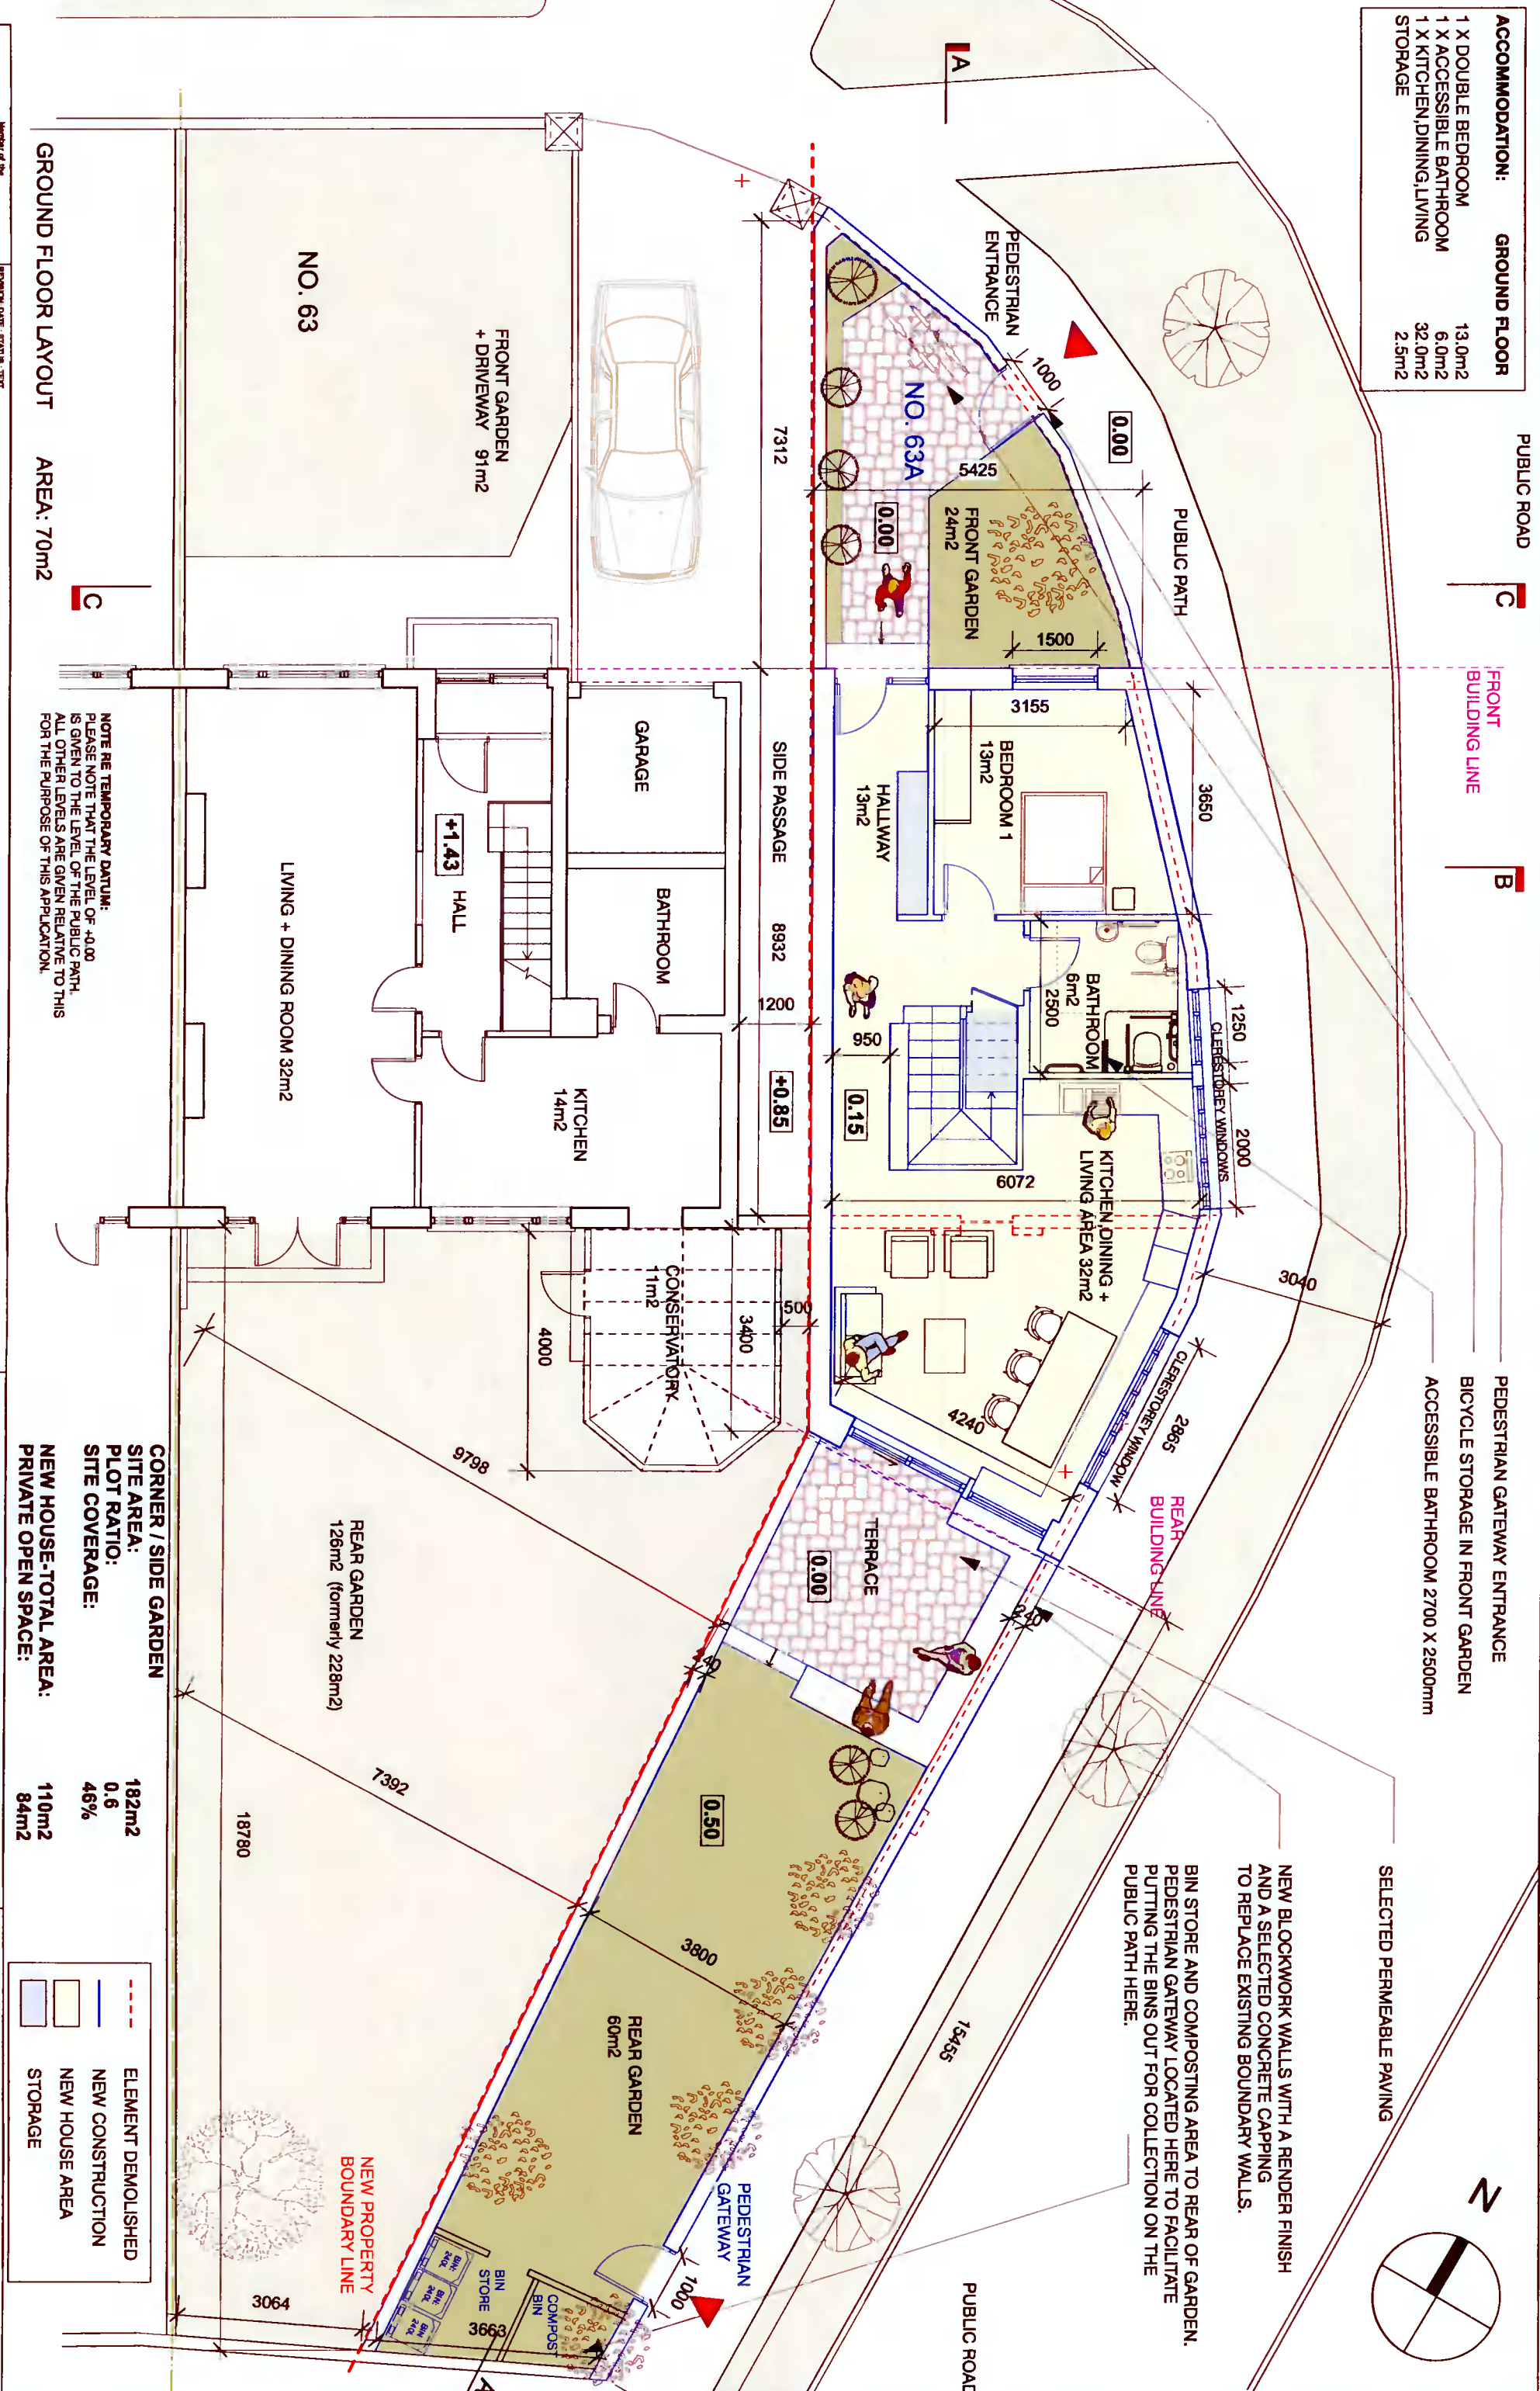 ACCOMMODATION: GROUND FLOOR
1 X DOUBLE BEDROOM 13.0m2
1 X ACCESSIBLE BATHROOM 6.0m2
1 X KITCHEN,DINING,LIVING 32.0m2
STORAGE 2.5m2
PUBLIC ROAD
C
FRONT
BUILDING LINE
B
PEDESTRIAN GATEWAY ENTRANCE
BICYCLE STORAGE IN FRONT GARDEN
ACCESSIBLE BATHROOM 2700 X 2500mm
SELECTED PERMEABLE PAVING
NEW BLOCKWORK WALLS WITH A RENDER FINISH
AND A SELECTED CONCRETE CAPPING
TO REPLACE EXISTING BOUNDARY WALLS.
BIN STORE AND COMPOSTING AREA TO REAR OF GARDEN.
PEDESTRIAN GATEWAY LOCATED HERE TO FACILITATE
PUTTING THE BINS OUT FOR COLLECTION ON THE
PUBLIC PATH HERE.
N
A
PEDESTRIAN
ENTRANCE
1000
0.00
PUBLIC PATH
NO. 63A
5425
0.00
FRONT GARDEN
24m2
1500
7312
3155
3650
BEDROOM 1
13m2
HALLWAY
13m2
BATHROOM
6m2
2500
1250
CLERESTOREY WINDOWS
2000
950
0.15
KITCHEN,DINING +
LIVING AREA 32m2
6072
3040
CLERESTOREY WINDOW
2865
4240
REAR
BUILDING LINE
TERRACE
0.00
240
240
0.50
3800
REAR GARDEN
60m2
15455
PUBLIC ROAD
PEDESTRIAN
GATEWAY
1000
BIN
STORE
COMPOST
BIN
BIN:
240L
BIN:
240L
BIN:
240L
3663
A
SIDE PASSAGE 8932
1200
+0.85
500
NO. 63
FRONT GARDEN
+ DRIVEWAY 91m2
GARAGE
BATHROOM
+1.43
HALL
KITCHEN
14m2
LIVING + DINING ROOM 32m2
CONSERVATORY
11m2
3400
4000
9798
7392
REAR GARDEN
126m2 (formerly 228m2)
18780
NEW PROPERTY
BOUNDARY LINE
3064
GROUND FLOOR LAYOUT AREA: 70m2
C
NOTE RE TEMPORARY DATUM:
PLEASE NOTE THAT THE LEVEL OF +0.00
IS GIVEN TO THE LEVEL OF THE PUBLIC PATH.
ALL OTHER LEVELS ARE GIVEN RELATIVE TO THIS
FOR THE PURPOSE OF THIS APPLICATION.
CORNER / SIDE GARDEN
SITE AREA: 182m2
PLOT RATIO: 0.6
SITE COVERAGE: 46%
NEW HOUSE-TOTAL AREA: 110m2
PRIVATE OPEN SPACE: 84m2
ELEMENT DEMOLISHED
NEW CONSTRUCTION
NEW HOUSE AREA
STORAGE